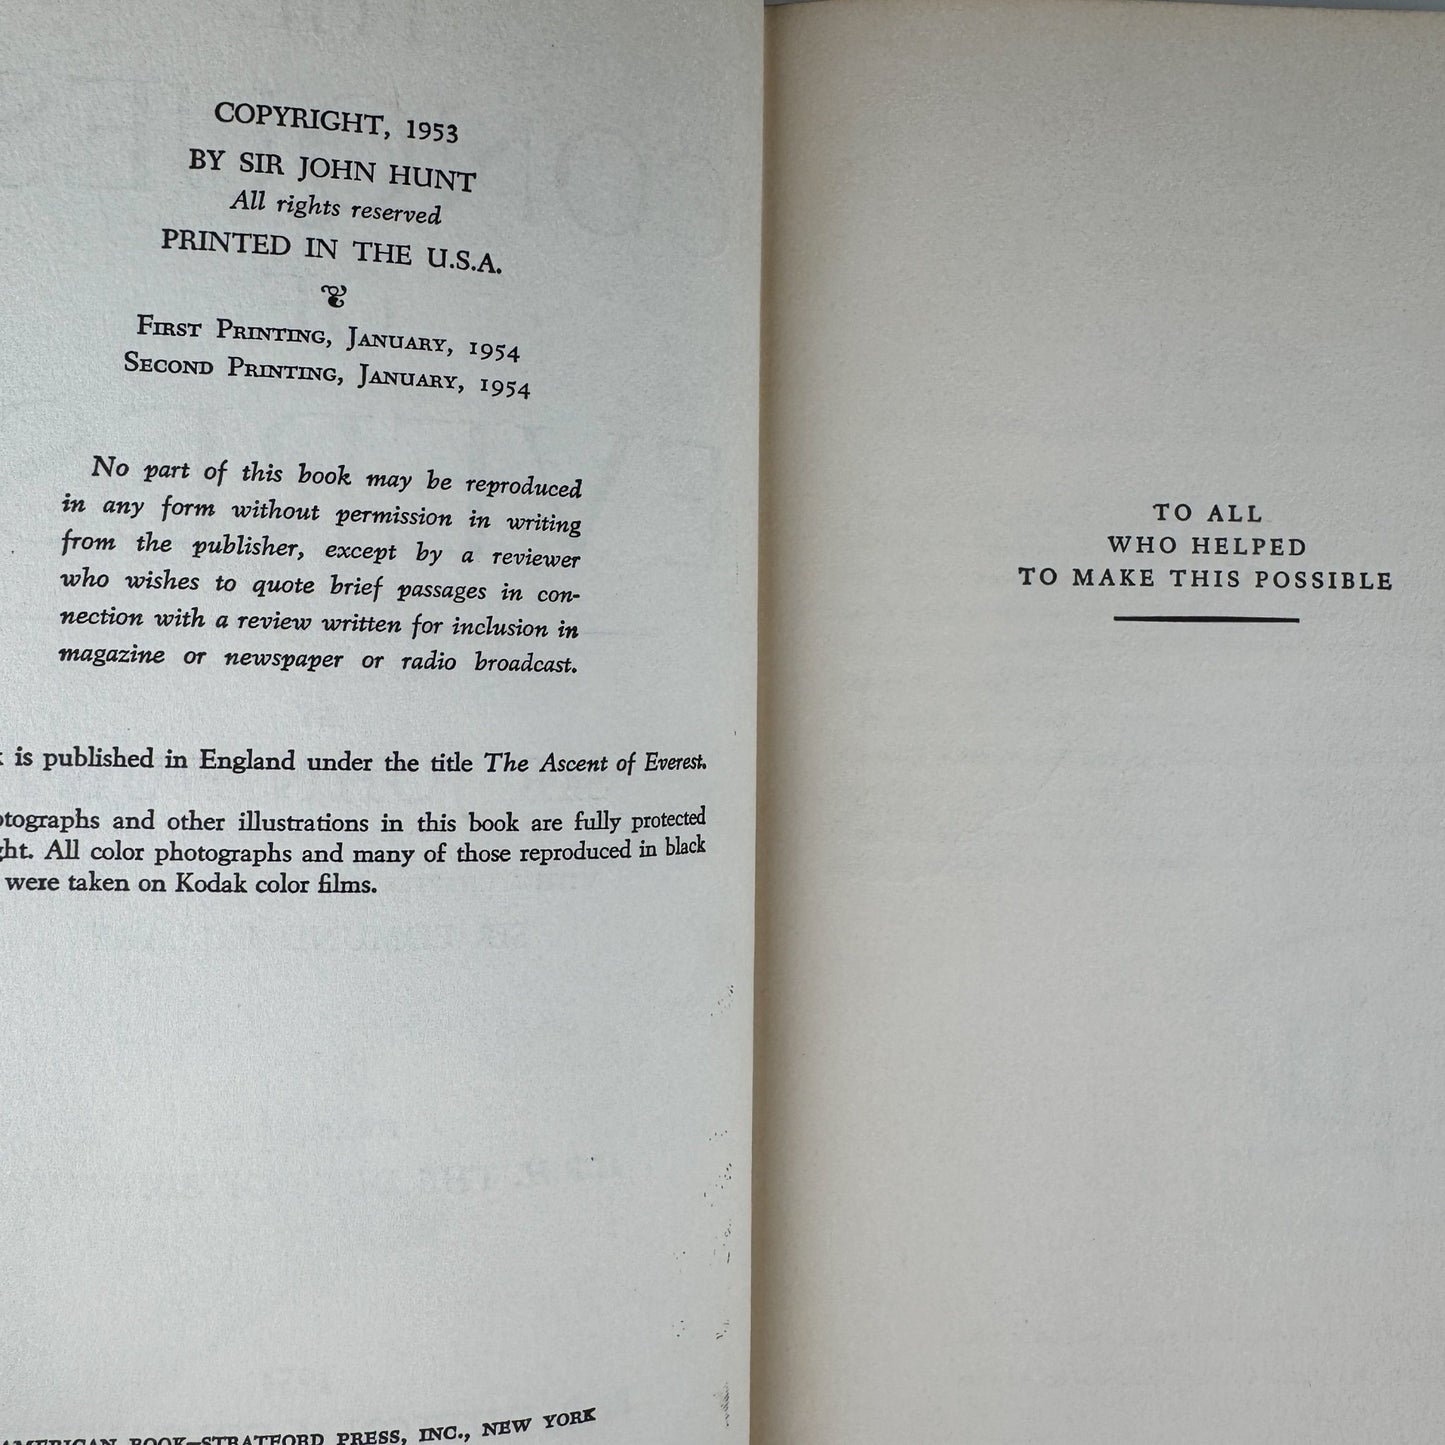 COPYRIGHT, 1953
BY SIR JOHN HUNT
All rights reserved
PRINTED IN THE U.S.A.
First Printing, January, 1954
Second Printing, January, 1954
No part of this book may be reproduced
in any form without permission in writing
from the publisher, except by a reviewer
who wishes to quote brief passages in con-
nection with a review written for inclusion in
magazine or newspaper or radio broadcast.
is published in England under the title The Ascent of Everest.
otographs and other illustrations in this book are fully protected
ght. All color photographs and many of those reproduced in black
were taken on Kodak color films.
AMERICAN BOOK–STRATFORD PRESS, INC., NEW YORK
TO ALL
WHO HELPED
TO MAKE THIS POSSIBLE